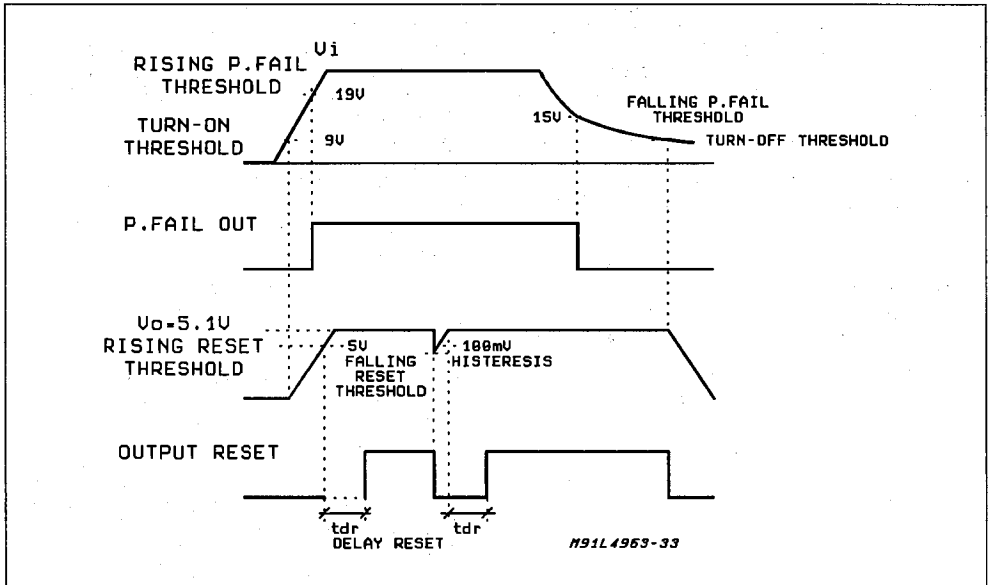 Vi
RISING P.FAIL
THRESHOLD
19V
TURN-ON
THRESHOLD
9V
15V
FALLING P.FAIL
THRESHOLD
TURN-OFF THRESHOLD
P.FAIL OUT
Vo=5.1V
RISING RESET
THRESHOLD
5V
FALLING
RESET
THRESHOLD
100mV
HISTERESIS
OUTPUT RESET
tdr
tdr
DELAY RESET
M91L4963-33